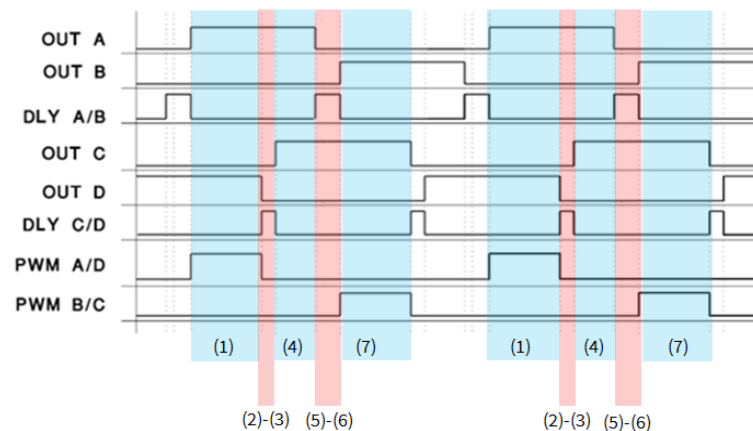 OUT A
OUT B
DLY A/B
OUT C
OUT D
DLY C/D
PWM A/D
PWM B/C
(1) (4) (7) (1) (4) (7)
(2)-(3) (5)-(6) (2)-(3) (5)-(6)